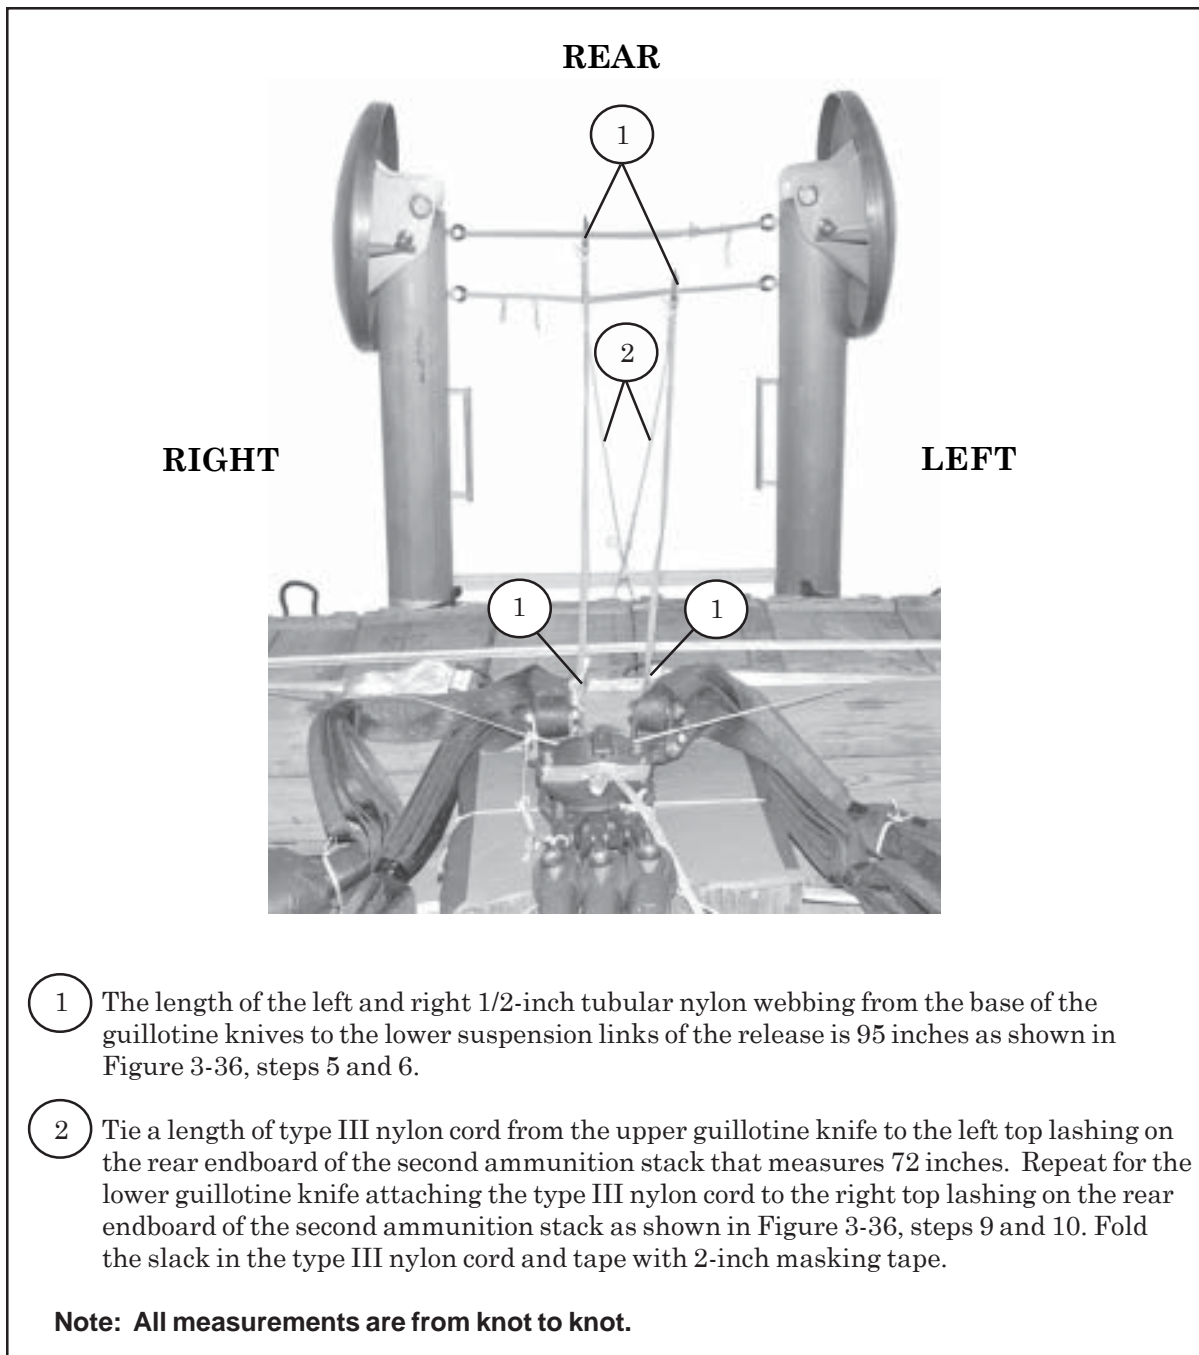 REAR
1
2
RIGHT
LEFT
1
1
1 The length of the left and right 1/2-inch tubular nylon webbing from the base of the
guillotine knives to the lower suspension links of the release is 95 inches as shown in
Figure 3-36, steps 5 and 6.
2 Tie a length of type III nylon cord from the upper guillotine knife to the left top lashing on
the rear endboard of the second ammunition stack that measures 72 inches.  Repeat for the
lower guillotine knife attaching the type III nylon cord to the right top lashing on the rear
endboard of the second ammunition stack as shown in Figure 3-36, steps 9 and 10. Fold
the slack in the type III nylon cord and tape with 2-inch masking tape.
Note:  All measurements are from knot to knot.